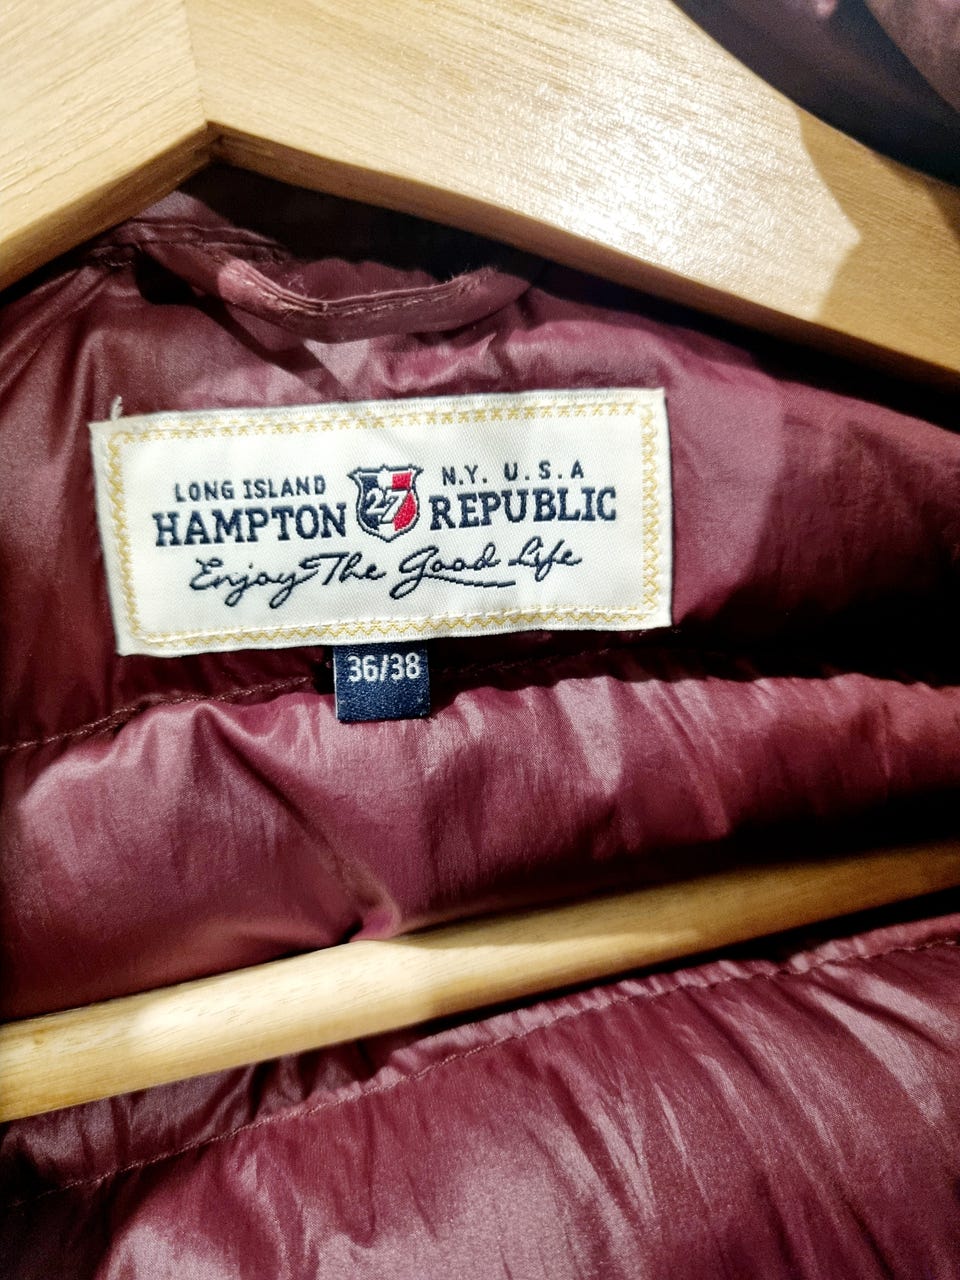 LONG ISLAND N.Y. U.S.A
HAMPTON 27 REPUBLIC
Enjoy The Good Life
36/38